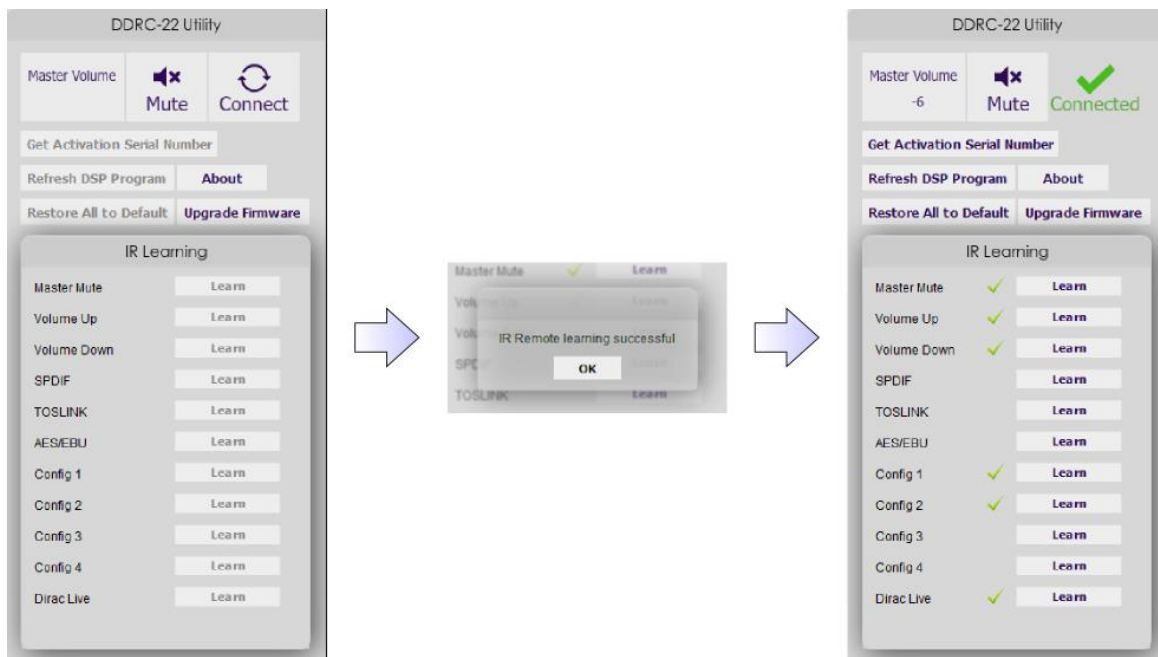 DDRC-22 Utility
Master Volume
Mute
Connect
Get Activation Serial Number
Refresh DSP Program About
Restore All to Default Upgrade Firmware
IR Learning
Master Mute Learn
Volume Up Learn
Volume Down Learn
SPDIF Learn
TOSLINK Learn
AES/EBU Learn
Config 1 Learn
Config 2 Learn
Config 3 Learn
Config 4 Learn
Dirac Live Learn
Master Mute Learn
IR Remote learning successful
OK
TOSLINK Learn
DDRC-22 Utility
Master Volume
-6
Mute
Connected
Get Activation Serial Number
Refresh DSP Program About
Restore All to Default Upgrade Firmware
IR Learning
Master Mute Learn
Volume Up Learn
Volume Down Learn
SPDIF Learn
TOSLINK Learn
AES/EBU Learn
Config 1 Learn
Config 2 Learn
Config 3 Learn
Config 4 Learn
Dirac Live Learn